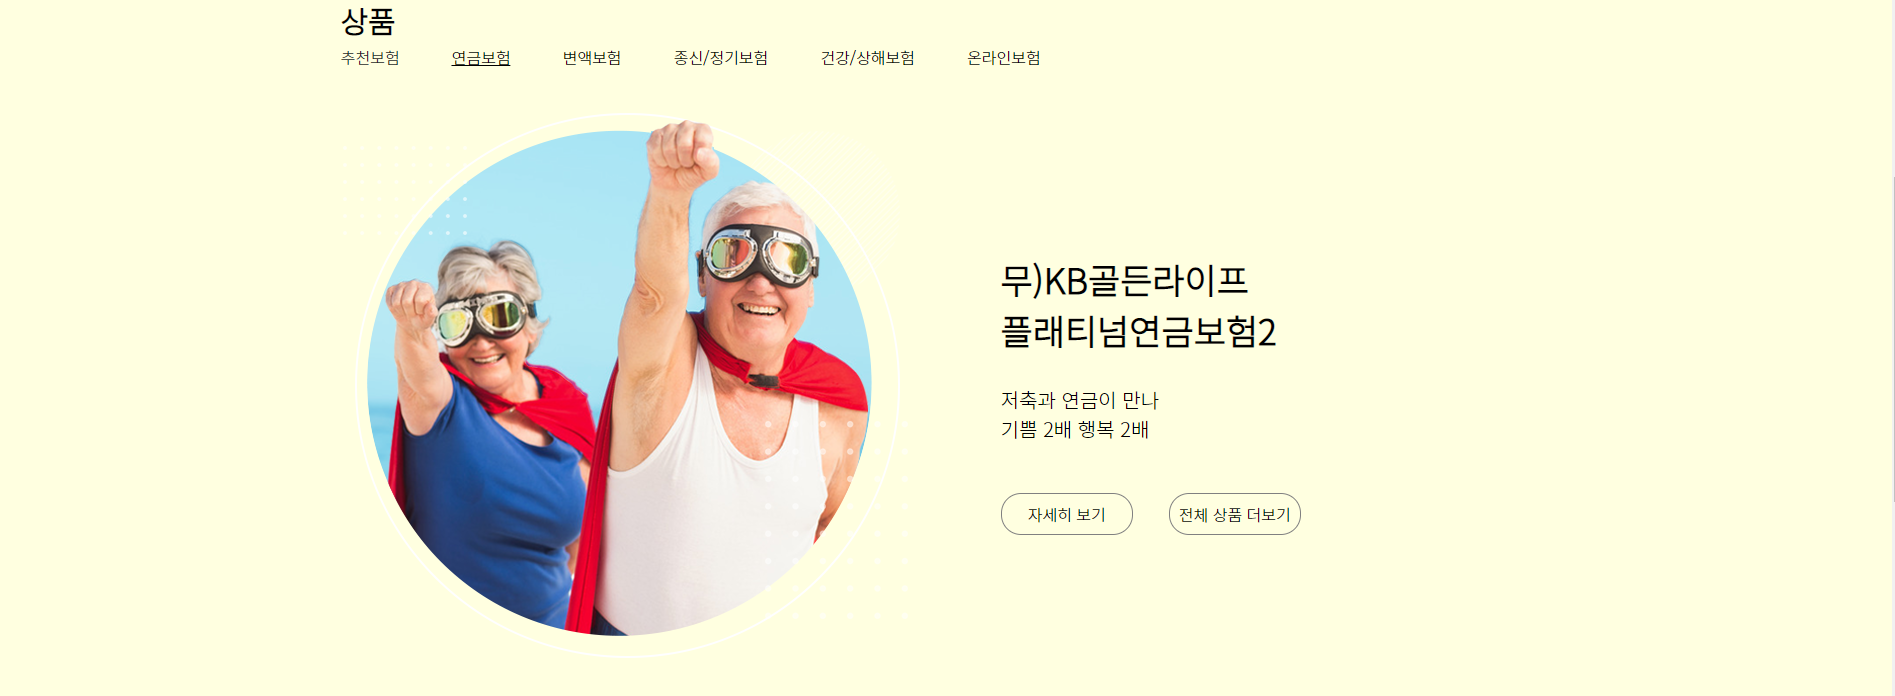 상품
추천보험 연금보험 변액보험 종신/정기보험 건강/상해보험 온라인보험
무)KB골든라이프
플래티넘연금보험2
저축과 연금이 만나
기쁨 2배 행복 2배
자세히 보기 전체 상품 더보기